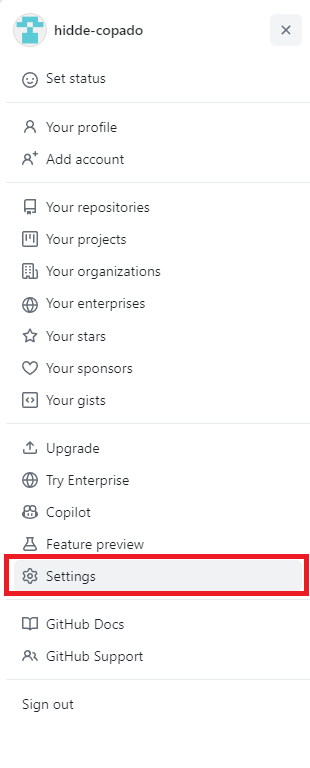 hidde-copado
Set status
Your profile
Add account
Your repositories
Your projects
Your organizations
Your enterprises
Your stars
Your sponsors
Your gists
Upgrade
Try Enterprise
Copilot
Feature preview
Settings
GitHub Docs
GitHub Support
Sign out